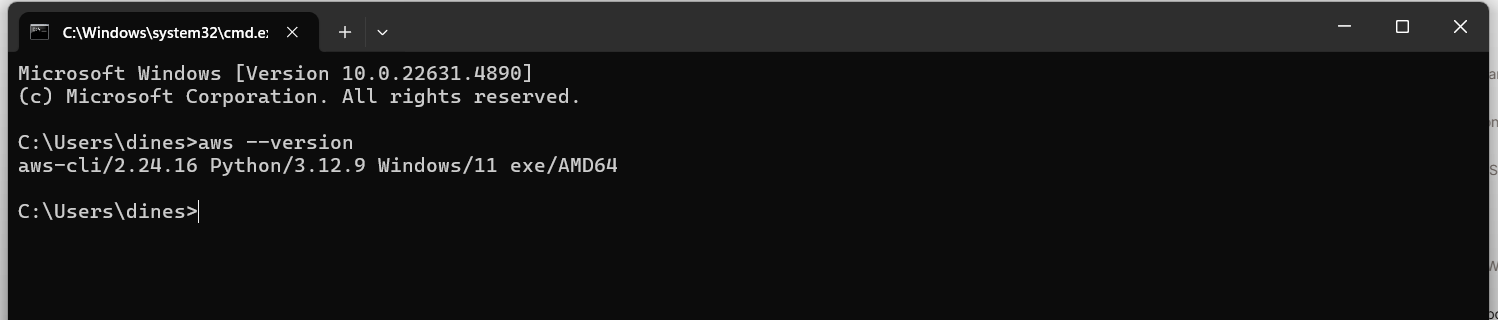 C:\Windows\system32\cmd.e
Microsoft Windows [Version 10.0.22631.4890]
(c) Microsoft Corporation. All rights reserved.
C:\Users\dines>aws --version
aws-cli/2.24.16 Python/3.12.9 Windows/11 exe/AMD64
C:\Users\dines>